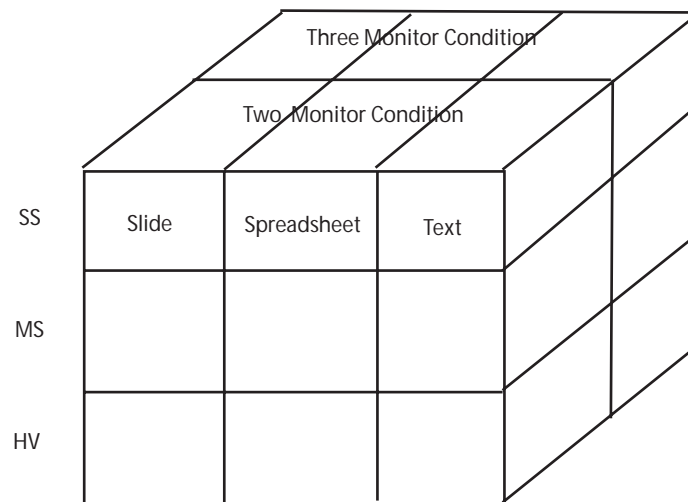 Three Monitor Condition
Two Monitor Condition
SS
Slide
Spreadsheet
Text
MS
HV